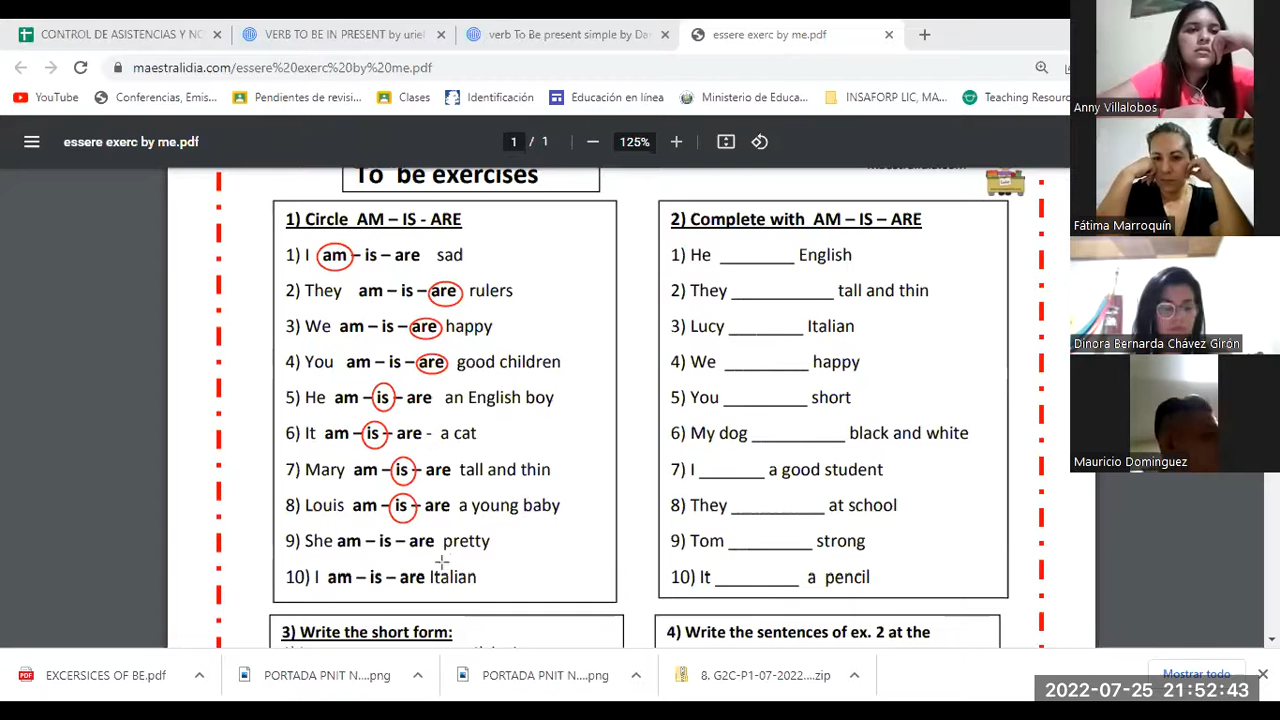 CONTROL DE ASISTENCIAS Y NO
VERB TO BE IN PRESENT by uriel
verb To Be present simple by Da
essere exerc by me.pdf
maestralidia.com/essere%20exerc%20by%20me.pdf
YouTube
Conferencias, Emis...
Pendientes de revisi...
Clases
Identificación
Educación en línea
Ministerio de Educa...
INSAFORP LIC, MA...
Teaching Resour
essere exerc by me.pdf
1 / 1
125%
To be exercises
1) Circle AM – IS - ARE
1) I am – is – are sad
2) They am – is – are rulers
3) We am – is – are happy
4) You am – is – are good children
5) He am – is – are an English boy
6) It am – is – are - a cat
7) Mary am – is – are tall and thin
8) Louis am – is – are a young baby
9) She am – is – are pretty
10) I am – is – are Italian
2) Complete with AM – IS – ARE
1) He ________ English
2) They ___________ tall and thin
3) Lucy ________ Italian
4) We _________ happy
5) You _________ short
6) My dog __________ black and white
7) I _______ a good student
8) They __________ at school
9) Tom _________ strong
10) It _________ a pencil
3) Write the short form:
4) Write the sentences of ex. 2 at the
Anny Villalobos
Fátima Marroquín
Dinora Bernarda Chávez Girón
Mauricio Dominguez
EXCERSICES OF BE.pdf
PORTADA PNIT N....png
PORTADA PNIT N....png
8. G2C-P1-07-2022....zip
Mostrar todo
2022-07-25 21:52:43